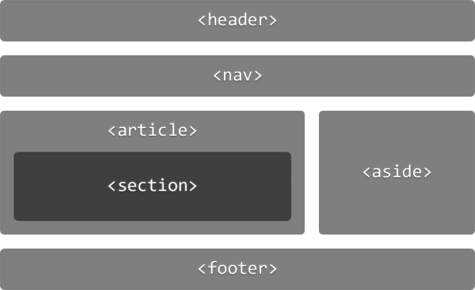 <header>
<nav>
<article>
<section>
<aside>
<footer>